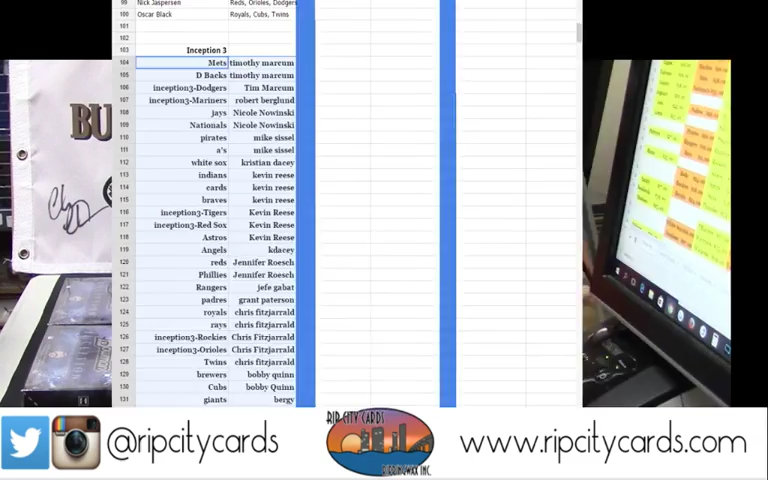 99 Nick Jaspersen Reds, Orioles, Dodgers
100 Oscar Black Royals, Cubs, Twins
101
102
103 Inception 3
104 Mets timothy marcum
105 D Backs timothy marcum
106 inception3-Dodgers Tim Marcum
107 inception3-Mariners robert berglund
108 jays Nicole Nowinski
109 Nationals Nicole Nowinski
110 pirates mike sissel
111 a's mike sissel
112 white sox kristian dacey
113 indians kevin reese
114 cards kevin reese
115 braves kevin reese
116 inception3-Tigers Kevin Reese
117 inception3-Red Sox Kevin Reese
118 Astros Kevin Reese
119 Angels kdacey
120 reds Jennifer Roesch
121 Phillies Jennifer Roesch
122 Rangers jefe gabat
123 padres grant paterson
124 royals chris fitzjarrald
125 rays chris fitzjarrald
126 inception3-Rockies Chris Fitzjarrald
127 inception3-Orioles Chris Fitzjarrald
128 Twins chris fitzjarrald
129 brewers bobby quinn
130 Cubs bobby Quinn
131 giants bergy
BU
@ripcitycards
RIP CITY CARDS
RIPPINGWAX INC.
www.ripcitycards.com